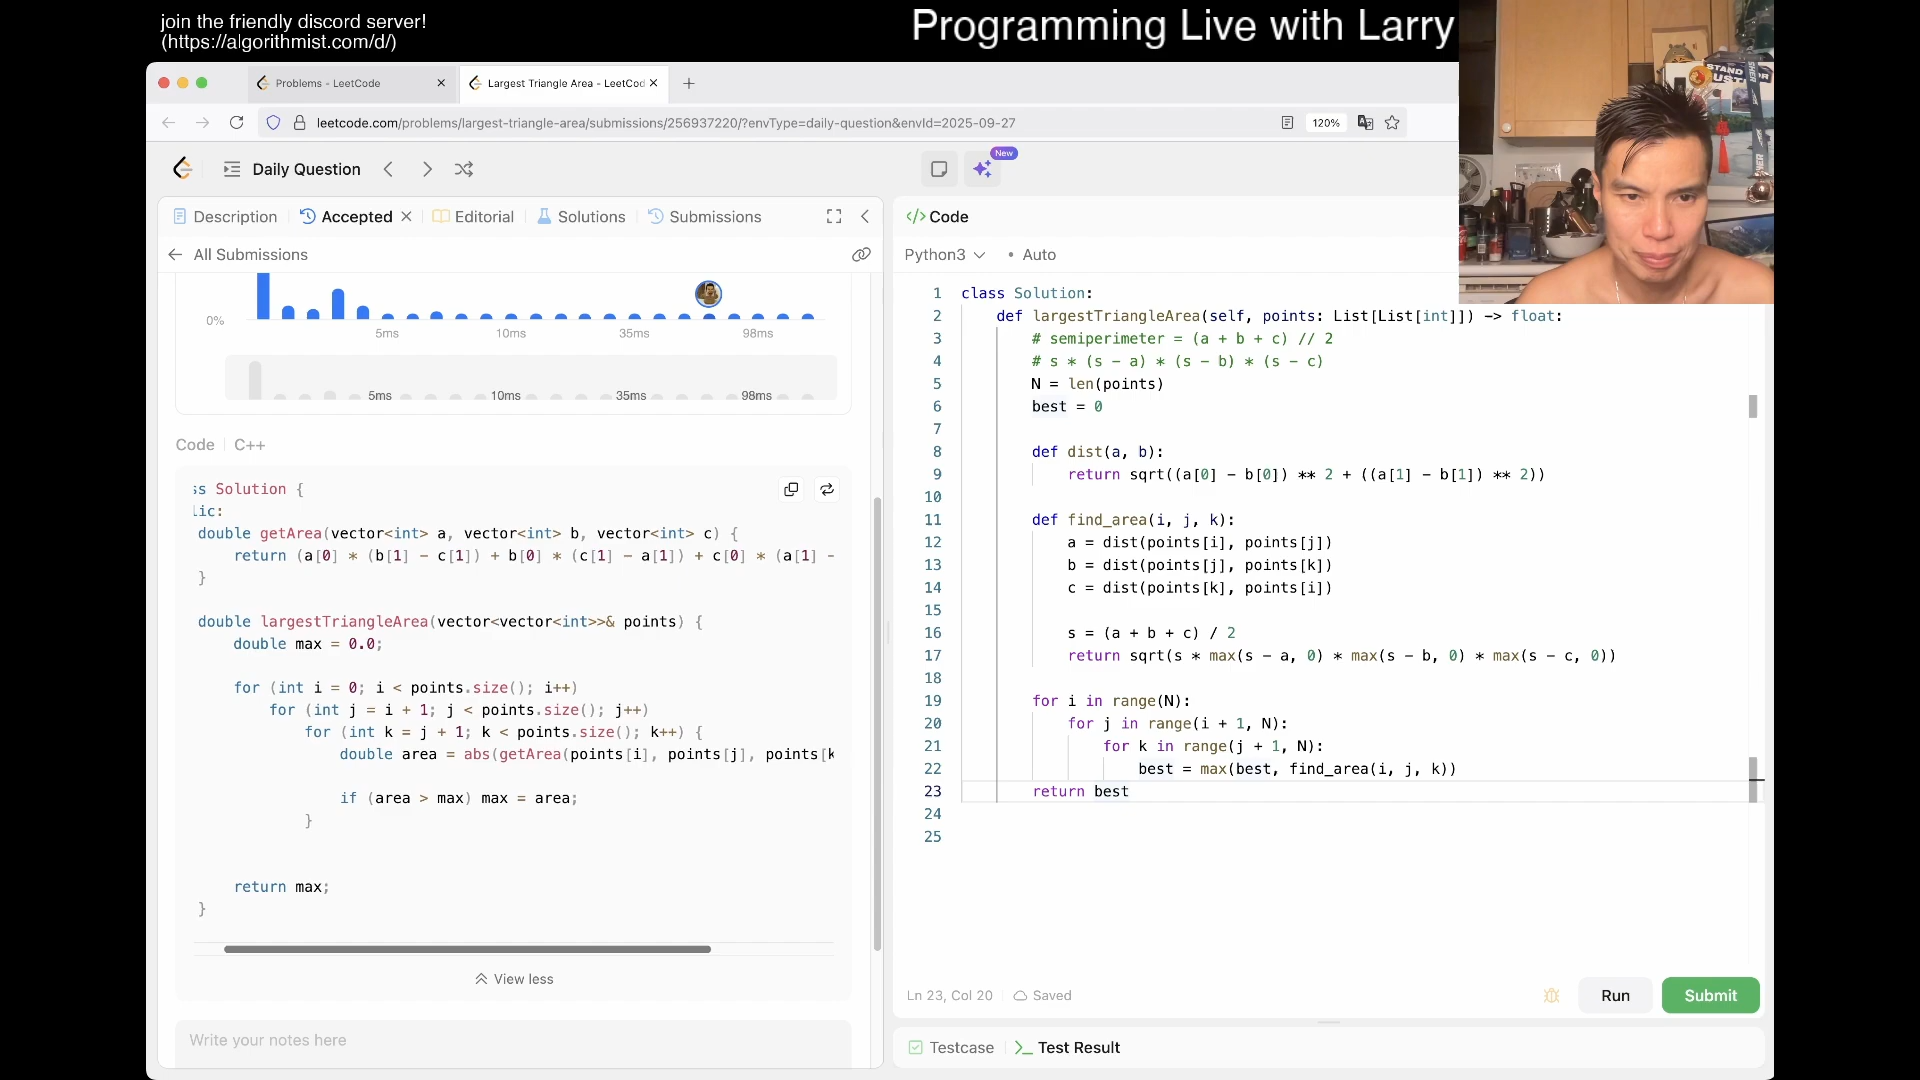 join the friendly discord server!
(https://algorithmist.com/d/)
Programming Live with Larry
Problems - LeetCode
Largest Triangle Area - LeetCod
leetcode.com/problems/largest-triangle-area/submissions/256937220/?envType=daily-question&envId=2025-09-27
120%
Daily Question
New
Description
Accepted
Editorial
Solutions
Submissions
All Submissions
0%
5ms
10ms
35ms
98ms
5ms
10ms
35ms
98ms
Code
C++
ss Solution {
lic:
double getArea(vector<int> a, vector<int> b, vector<int> c) {
return (a[0] * (b[1] - c[1]) + b[0] * (c[1] - a[1]) + c[0] * (a[1] -
}
double largestTriangleArea(vector<vector<int>>& points) {
double max = 0.0;
for (int i = 0; i < points.size(); i++)
for (int j = i + 1; j < points.size(); j++)
for (int k = j + 1; k < points.size(); k++) {
double area = abs(getArea(points[i], points[j], points[k
if (area > max) max = area;
}
return max;
}
View less
Write your notes here
</> Code
Python3
• Auto
1 class Solution:
2 def largestTriangleArea(self, points: List[List[int]]) -> float:
3 # semiperimeter = (a + b + c) // 2
4 # s * (s - a) * (s - b) * (s - c)
5 N = len(points)
6 best = 0
7
8 def dist(a, b):
9 return sqrt((a[0] - b[0]) ** 2 + ((a[1] - b[1]) ** 2))
10
11 def find_area(i, j, k):
12 a = dist(points[i], points[j])
13 b = dist(points[j], points[k])
14 c = dist(points[k], points[i])
15
16 s = (a + b + c) / 2
17 return sqrt(s * max(s - a, 0) * max(s - b, 0) * max(s - c, 0))
18
19 for i in range(N):
20 for j in range(i + 1, N):
21 for k in range(j + 1, N):
22 best = max(best, find_area(i, j, k))
23 return best
24
25
Ln 23, Col 20
Saved
Run
Submit
Testcase
Test Result
STAND